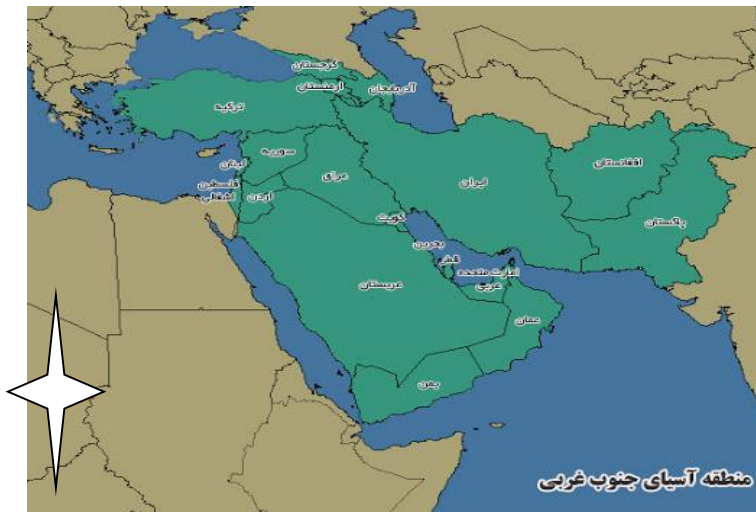 گرجستان
ارمنستان
آذربایجان
ترکیه
سوریه
لبنان
عراق
ایران
افغانستان
فلسطین
اشغالی
اردن
پاکستان
کویت
بحرین
قطر
امارت متحده
عربی
عربستان
عمان
یمن
منطقه آسیای جنوب غربی